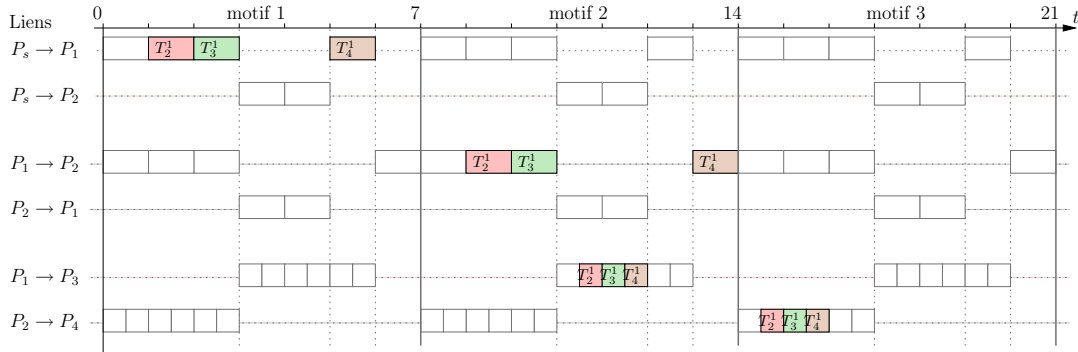 0 motif 1 7 motif 2 14 motif 3 21
Liens t
P_s → P_1 T_2^1 T_3^1 T_4^1
P_s → P_2
P_1 → P_2 T_2^1 T_3^1 T_4^1
P_2 → P_1
P_1 → P_3 T_2^1 T_3^1 T_4^1
P_2 → P_4 T_2^1 T_3^1 T_4^1